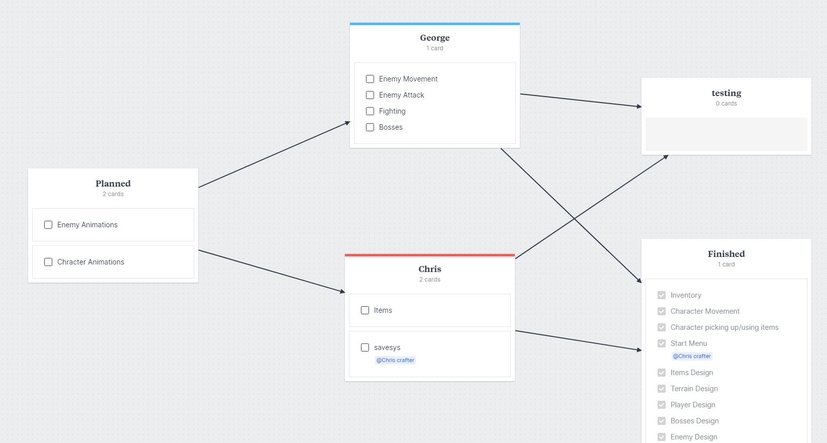 George
1 card
Enemy Movement
Enemy Attack
Fighting
Bosses
testing
0 cards
Planned
2 cards
Enemy Animations
Chracter Animations
Chris
2 cards
Items
savesys
@Chris crafter
Finished
1 card
Inventory
Character Movement
Character picking up/using items
Start Menu
@Chris crafter
Items Design
Terrain Design
Player Design
Bosses Design
Enemy Design